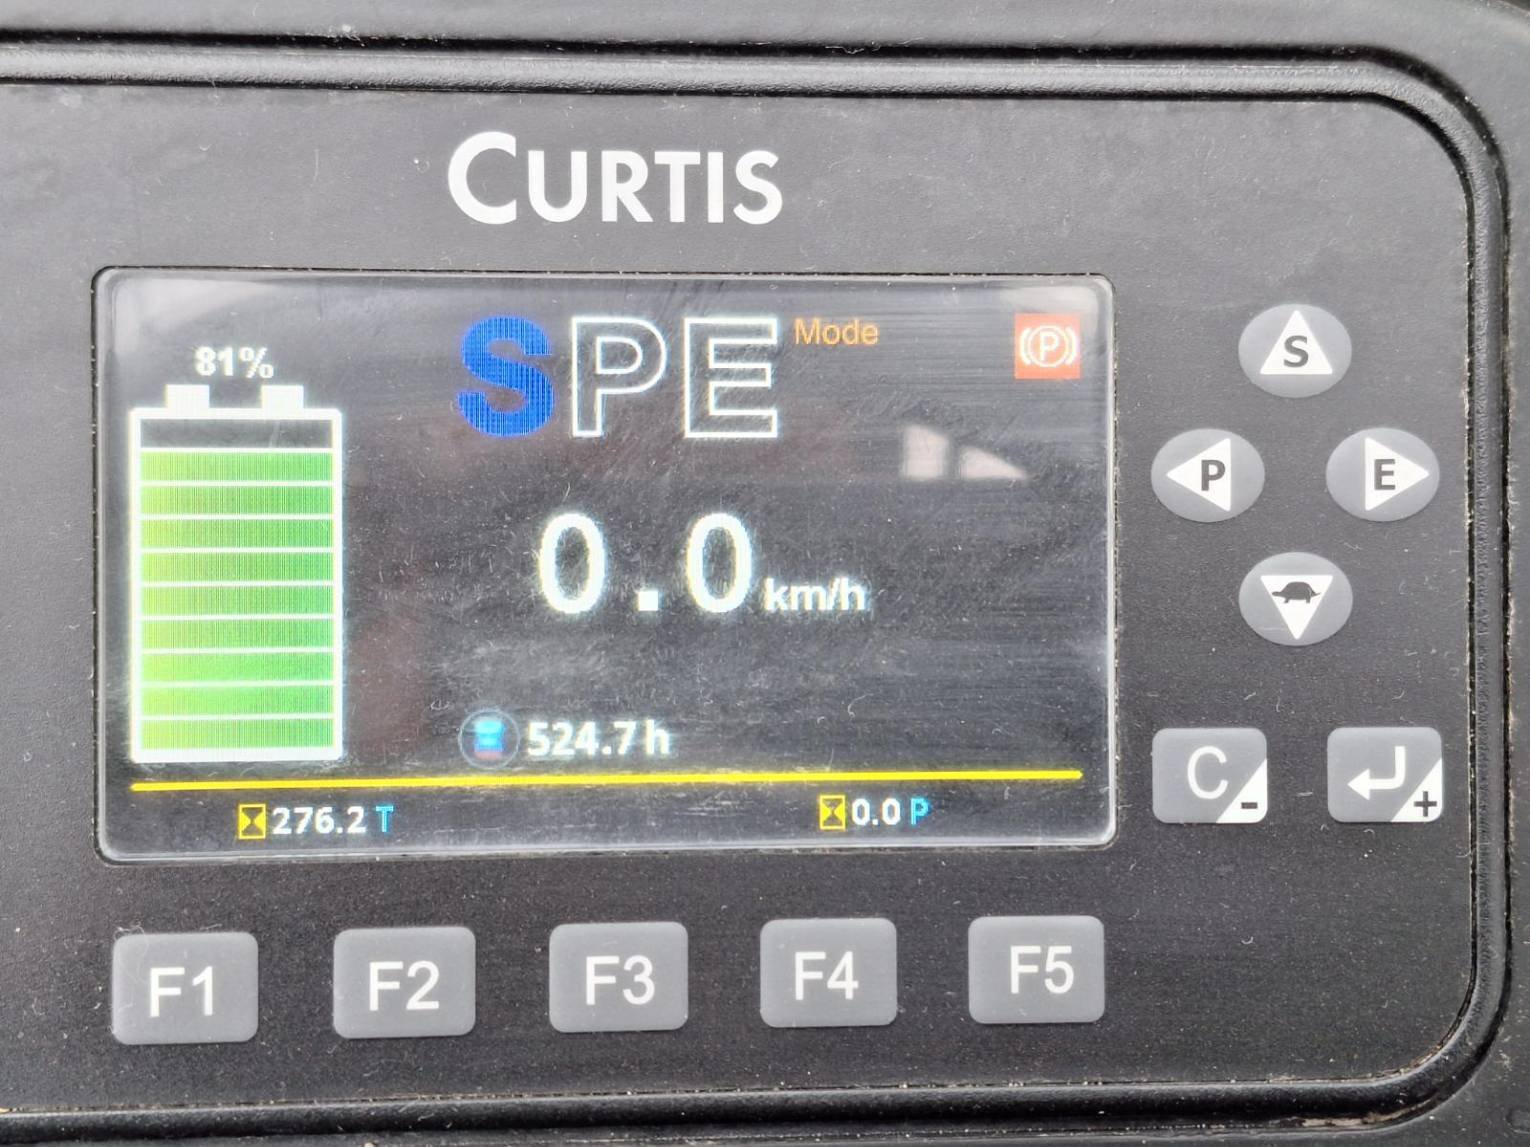 CURTIS
81%
SPE Mode
(P)
0.0 km/h
524.7 h
276.2 T
0.0 P
S
P
E
C -
+
F1 F2 F3 F4 F5